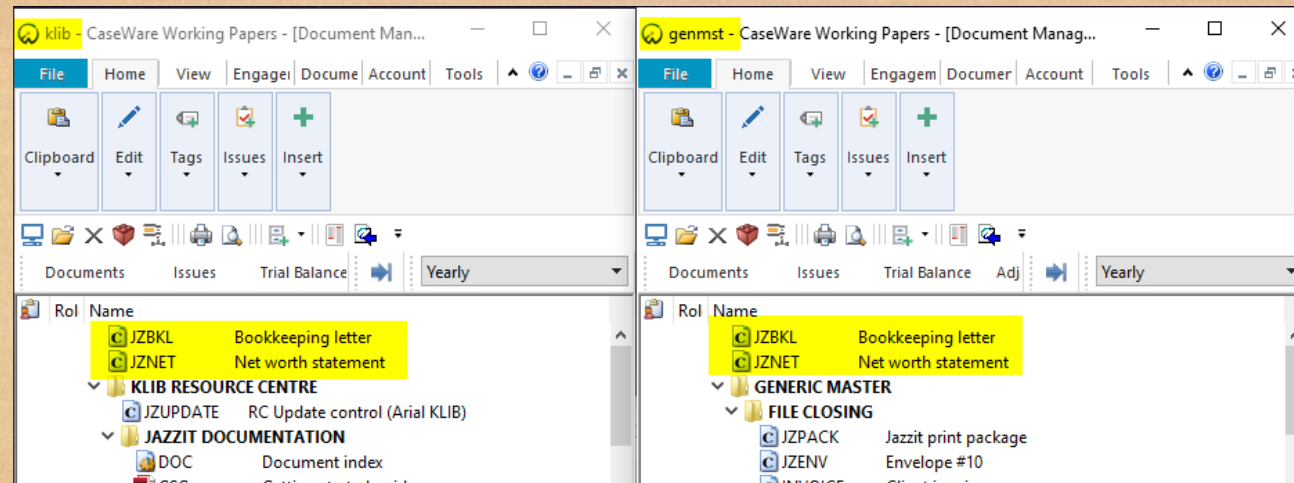 klib - CaseWare Working Papers - [Document Man...
File Home View Engager Docume Account Tools
Clipboard Edit Tags Issues Insert
Documents Issues Trial Balance Yearly
Rol Name
JZBKL Bookkeeping letter
JZNET Net worth statement
KLIB RESOURCE CENTRE
JZUPDATE RC Update control (Arial KLIB)
JAZZIT DOCUMENTATION
DOC Document index
genmst - CaseWare Working Papers - [Document Manag...
File Home View Engagem Documer Account Tools
Clipboard Edit Tags Issues Insert
Documents Issues Trial Balance Adj Yearly
Rol Name
JZBKL Bookkeeping letter
JZNET Net worth statement
GENERIC MASTER
FILE CLOSING
JZPACK Jazzit print package
JZENV Envelope #10